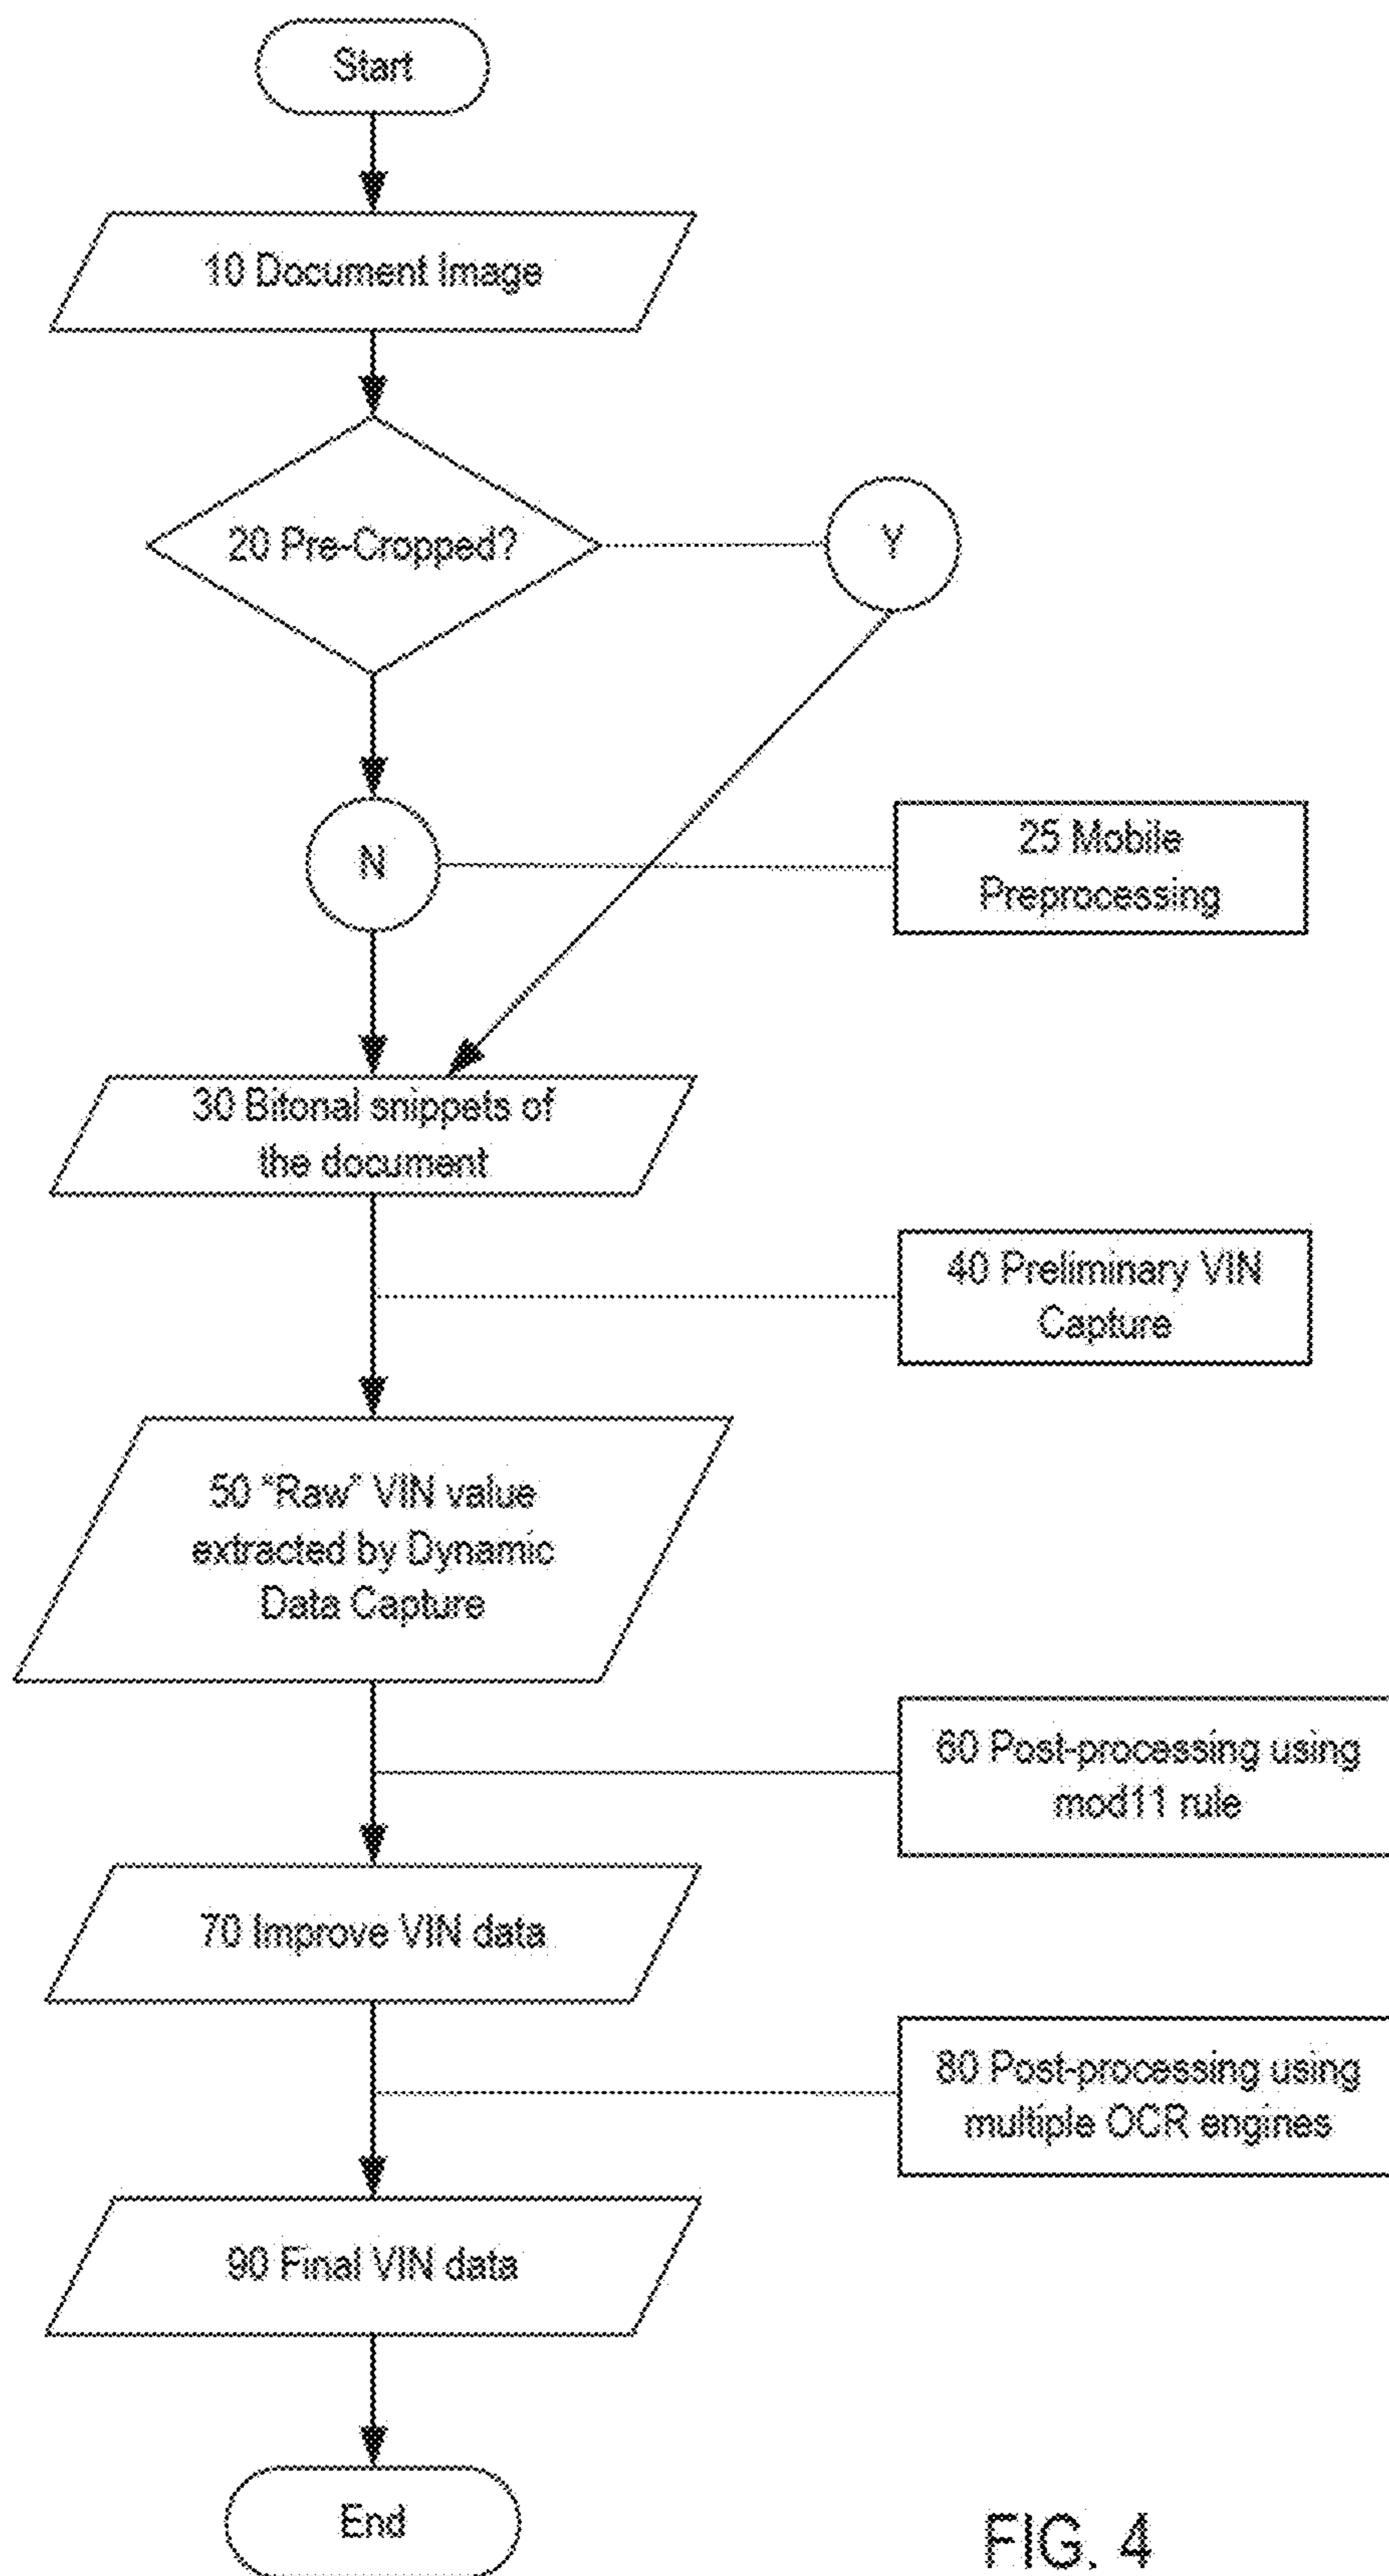 Start
10 Document Image
20 Pre-Cropped?
Y
N
25 Mobile
Preprocessing
30 Bitonal snippets of
the document
40 Preliminary VIN
Capture
50 "Raw" VIN value
extracted by Dynamic
Data Capture
60 Post-processing using
mod11 rule
70 Improve VIN data
80 Post-processing using
multiple OCR engines
90 Final VIN data
End
FIG. 4